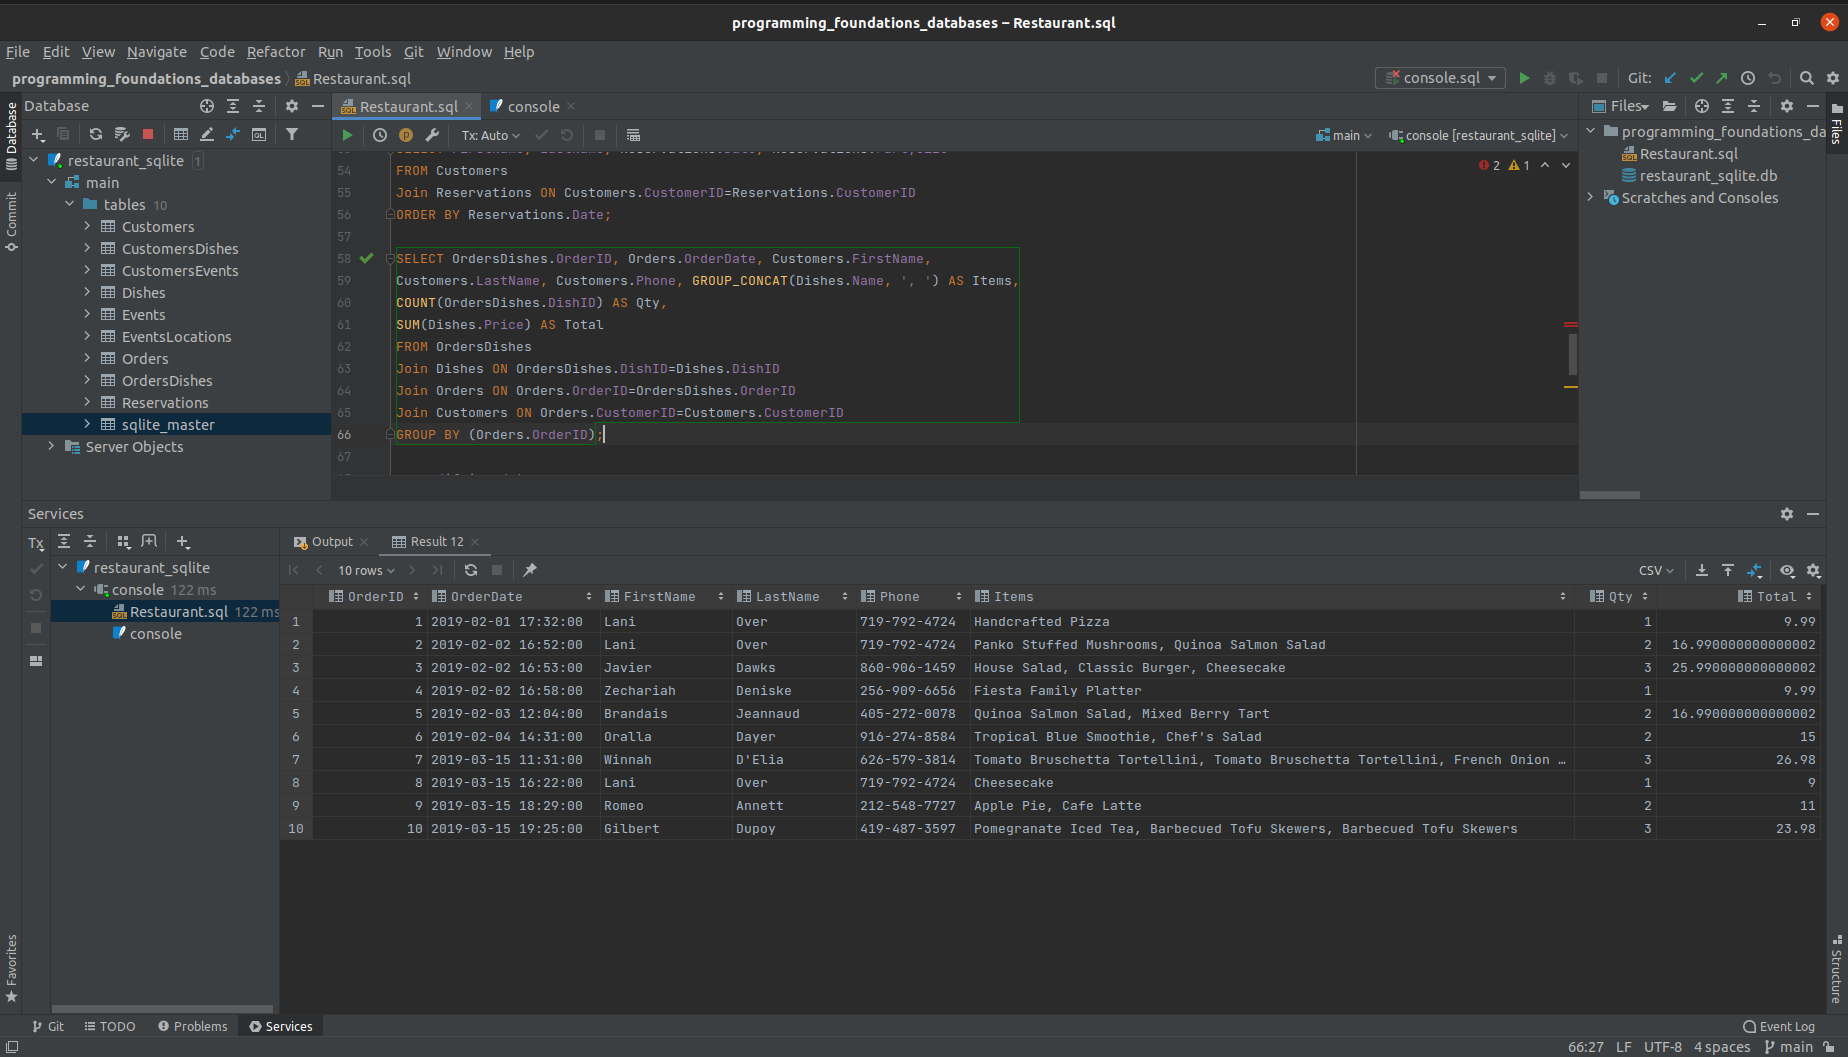 programming_foundations_databases – Restaurant.sql
File Edit View Navigate Code Refactor Run Tools Git Window Help
programming_foundations_databases Restaurant.sql
console.sql
Git:
Database
Restaurant.sql
console
Files
Tx: Auto
main
console [restaurant_sqlite]
restaurant_sqlite 1
main
tables 10
Customers
CustomersDishes
CustomersEvents
Dishes
Events
EventsLocations
Orders
OrdersDishes
Reservations
sqlite_master
Server Objects
2 1
54 FROM Customers
55 Join Reservations ON Customers.CustomerID=Reservations.CustomerID
56 ORDER BY Reservations.Date;
57
58 SELECT OrdersDishes.OrderID, Orders.OrderDate, Customers.FirstName,
59 Customers.LastName, Customers.Phone, GROUP_CONCAT(Dishes.Name, ', ') AS Items,
60 COUNT(OrdersDishes.DishID) AS Qty,
61 SUM(Dishes.Price) AS Total
62 FROM OrdersDishes
63 Join Dishes ON OrdersDishes.DishID=Dishes.DishID
64 Join Orders ON Orders.OrderID=OrdersDishes.OrderID
65 Join Customers ON Orders.CustomerID=Customers.CustomerID
66 GROUP BY (Orders.OrderID);
67
programming_foundations_da
Restaurant.sql
restaurant_sqlite.db
Scratches and Consoles
Database
Commit
Favorites
Files
Structure
Services
Tx
restaurant_sqlite
console 122 ms
Restaurant.sql 122 ms
console
Output
Result 12
10 rows
CSV
OrderID OrderDate FirstName LastName Phone Items Qty Total
1 1 2019-02-01 17:32:00 Lani Over 719-792-4724 Handcrafted Pizza 1 9.99
2 2 2019-02-02 16:52:00 Lani Over 719-792-4724 Panko Stuffed Mushrooms, Quinoa Salmon Salad 2 16.990000000000002
3 3 2019-02-02 16:53:00 Javier Dawks 860-906-1459 House Salad, Classic Burger, Cheesecake 3 25.990000000000002
4 4 2019-02-02 16:58:00 Zechariah Deniske 256-909-6656 Fiesta Family Platter 1 9.99
5 5 2019-02-03 12:04:00 Brandais Jeannaud 405-272-0078 Quinoa Salmon Salad, Mixed Berry Tart 2 16.990000000000002
6 6 2019-02-04 14:31:00 Oralla Dayer 916-274-8584 Tropical Blue Smoothie, Chef's Salad 2 15
7 7 2019-03-15 11:31:00 Winnah D'Elia 626-579-3814 Tomato Bruschetta Tortellini, Tomato Bruschetta Tortellini, French Onion … 3 26.98
8 8 2019-03-15 16:22:00 Lani Over 719-792-4724 Cheesecake 1 9
9 9 2019-03-15 18:29:00 Romeo Annett 212-548-7727 Apple Pie, Cafe Latte 2 11
10 10 2019-03-15 19:25:00 Gilbert Dupoy 419-487-3597 Pomegranate Iced Tea, Barbecued Tofu Skewers, Barbecued Tofu Skewers 3 23.98
Git TODO Problems Services
Event Log
66:27 LF UTF-8 4 spaces main